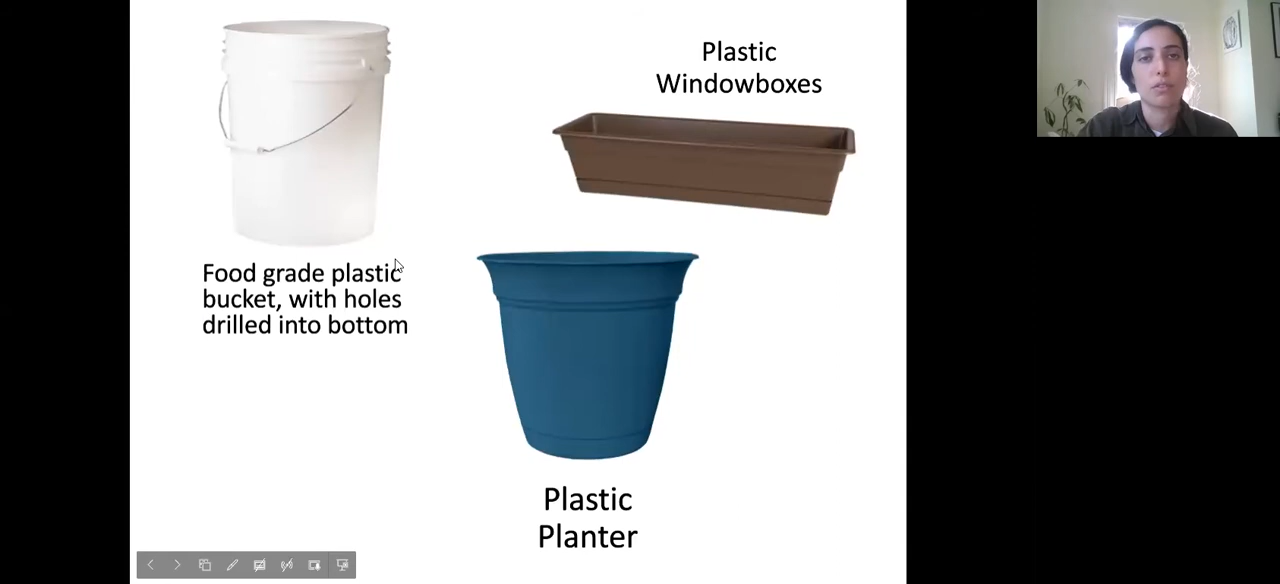 Plastic
Windowboxes
Food grade plastic
bucket, with holes
drilled into bottom
Plastic
Planter